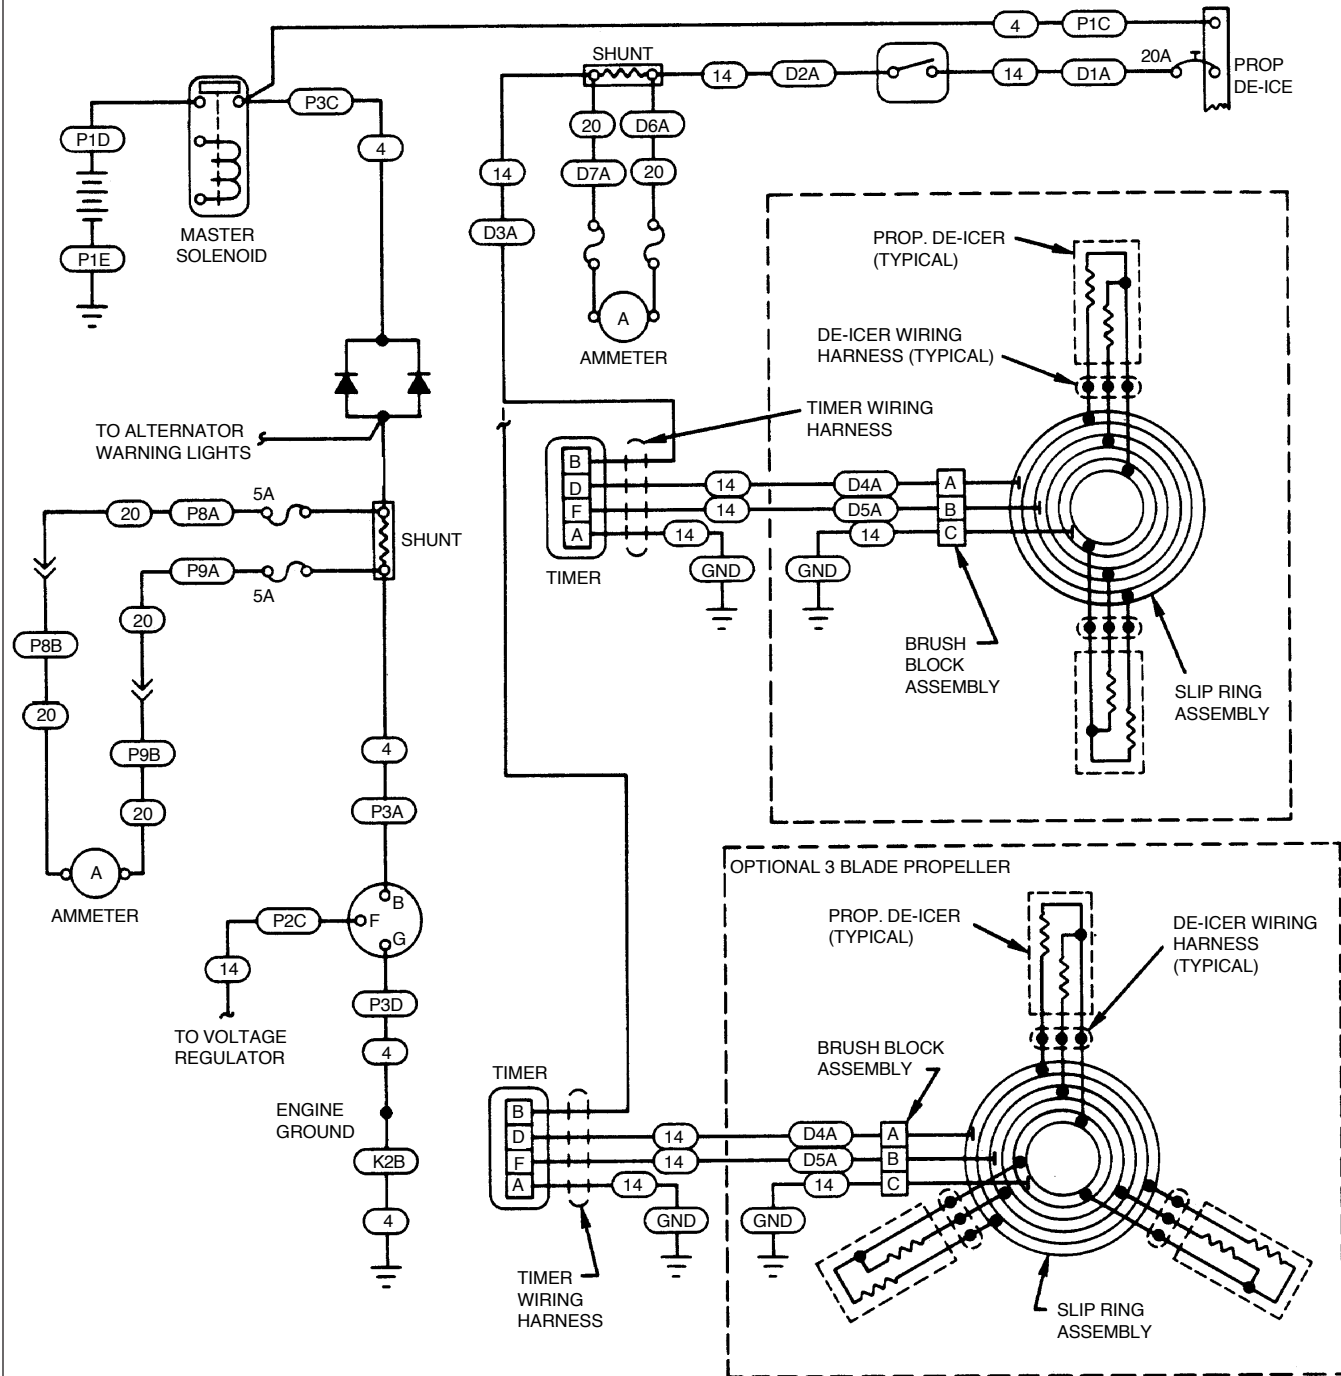 4
P1C
20A
PROP
DE-ICE
SHUNT
14
D2A
14
D1A
P3C
P1D
4
20
D6A
D7A
20
14
D3A
P1E
MASTER
SOLENOID
A
AMMETER
PROP. DE-ICER
(TYPICAL)
DE-ICER WIRING
HARNESS (TYPICAL)
TIMER WIRING
HARNESS
TO ALTERNATOR
WARNING LIGHTS
B
D
F
A
TIMER
14
D4A
A
14
D5A
B
14
14
C
GND
GND
5A
20
P8A
SHUNT
P9A
5A
20
P8B
20
P9B
20
A
AMMETER
BRUSH
BLOCK
ASSEMBLY
SLIP RING
ASSEMBLY
4
P3A
B
F
G
P2C
14
TO VOLTAGE
REGULATOR
P3D
4
ENGINE
GROUND
K2B
4
OPTIONAL 3 BLADE PROPELLER
PROP. DE-ICER
(TYPICAL)
DE-ICER WIRING
HARNESS
(TYPICAL)
BRUSH BLOCK
ASSEMBLY
TIMER
B
D
F
A
14
D4A
A
14
D5A
B
14
14
C
GND
GND
TIMER
WIRING
HARNESS
SLIP RING
ASSEMBLY